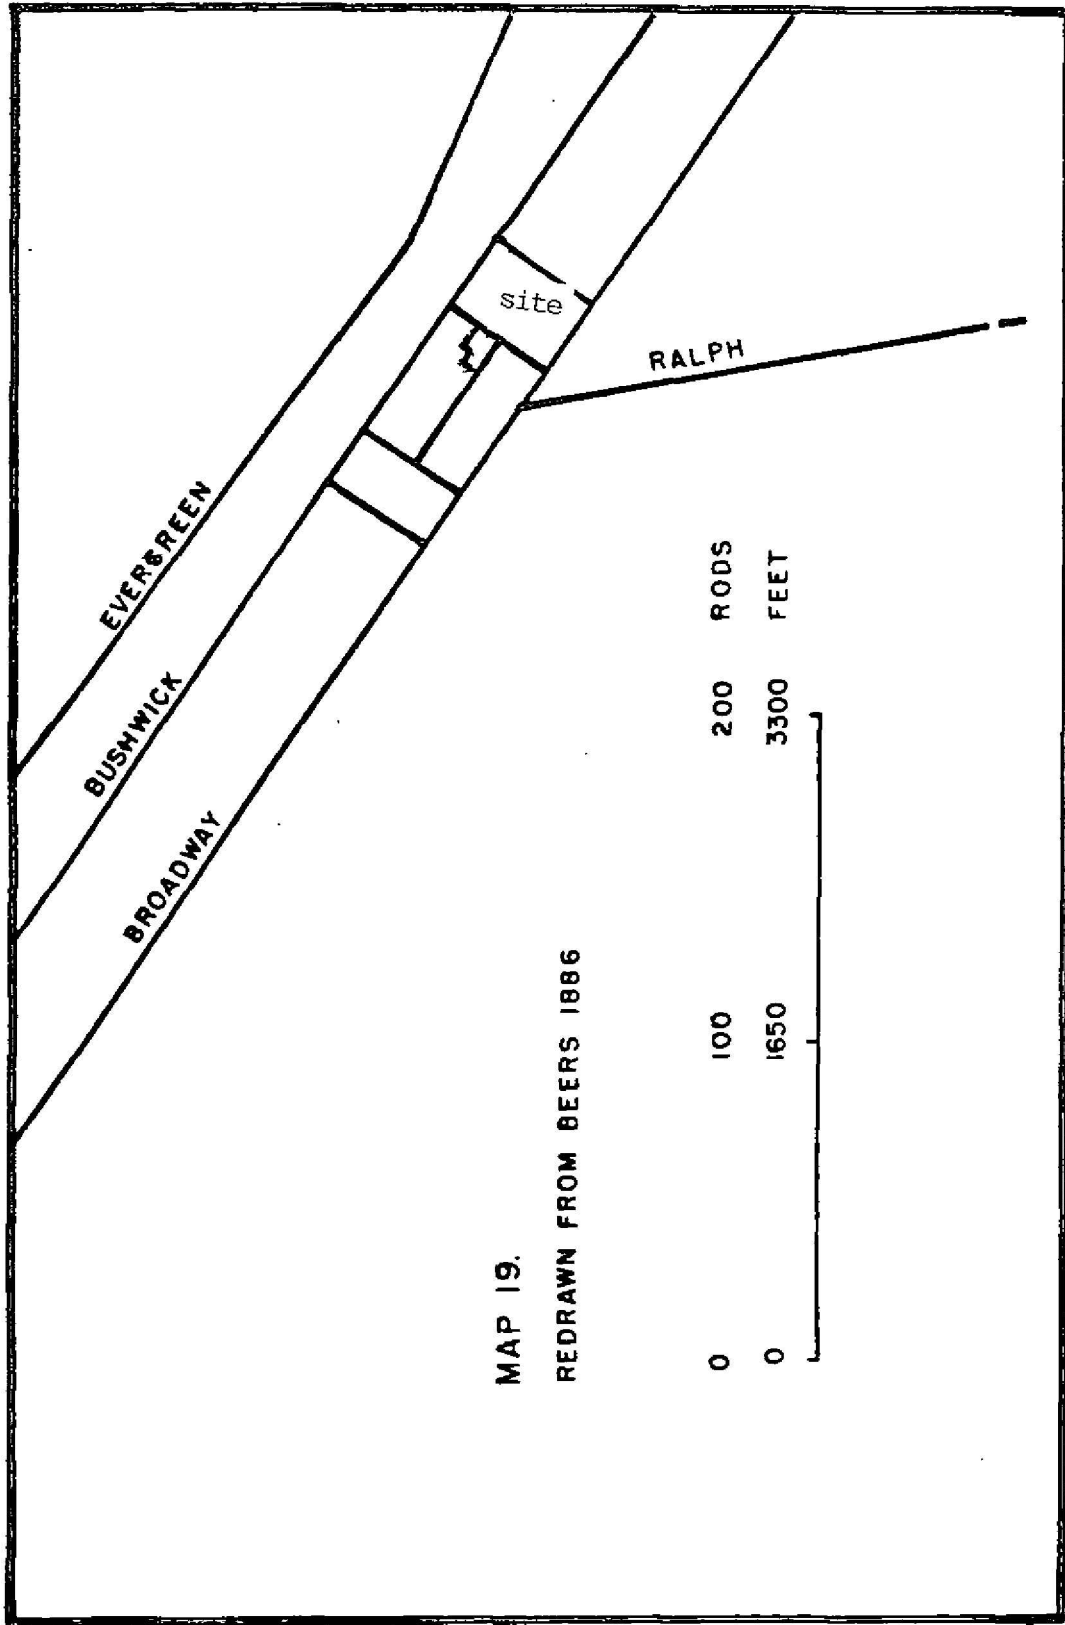 EVERGREEN
BUSHWICK
BROADWAY
site
RALPH
MAP 19.
REDRAWN FROM BEERS 1886
0 100 200 RODS
0 1650 3300 FEET